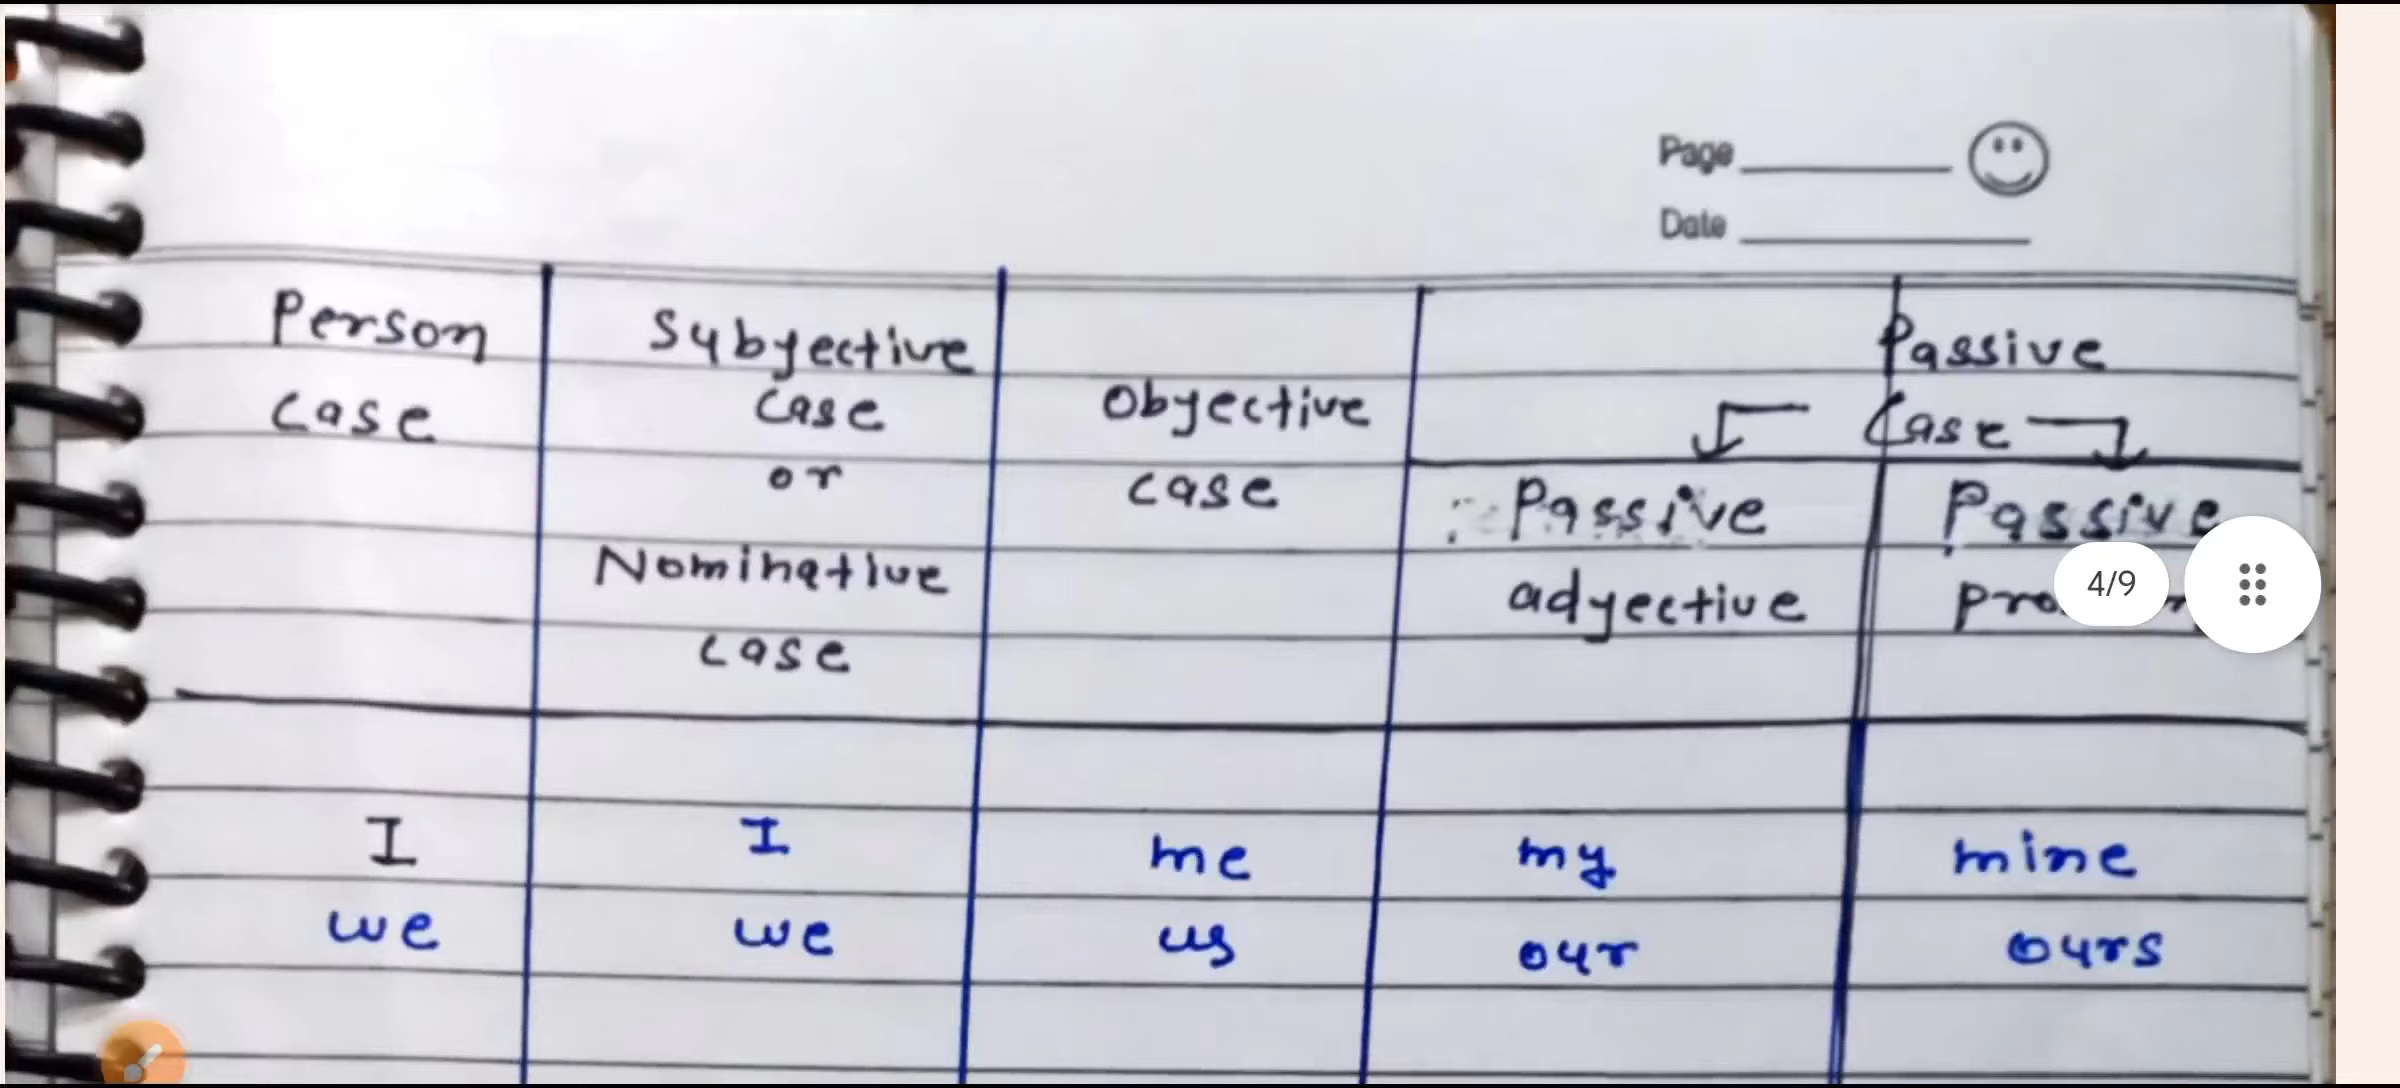 Page
Date
Person Subjective Passive
Case Case Objective Case
or Case Passive Passive
Nominative adjective
Case
I I me my mine
we we us our ours
4/9